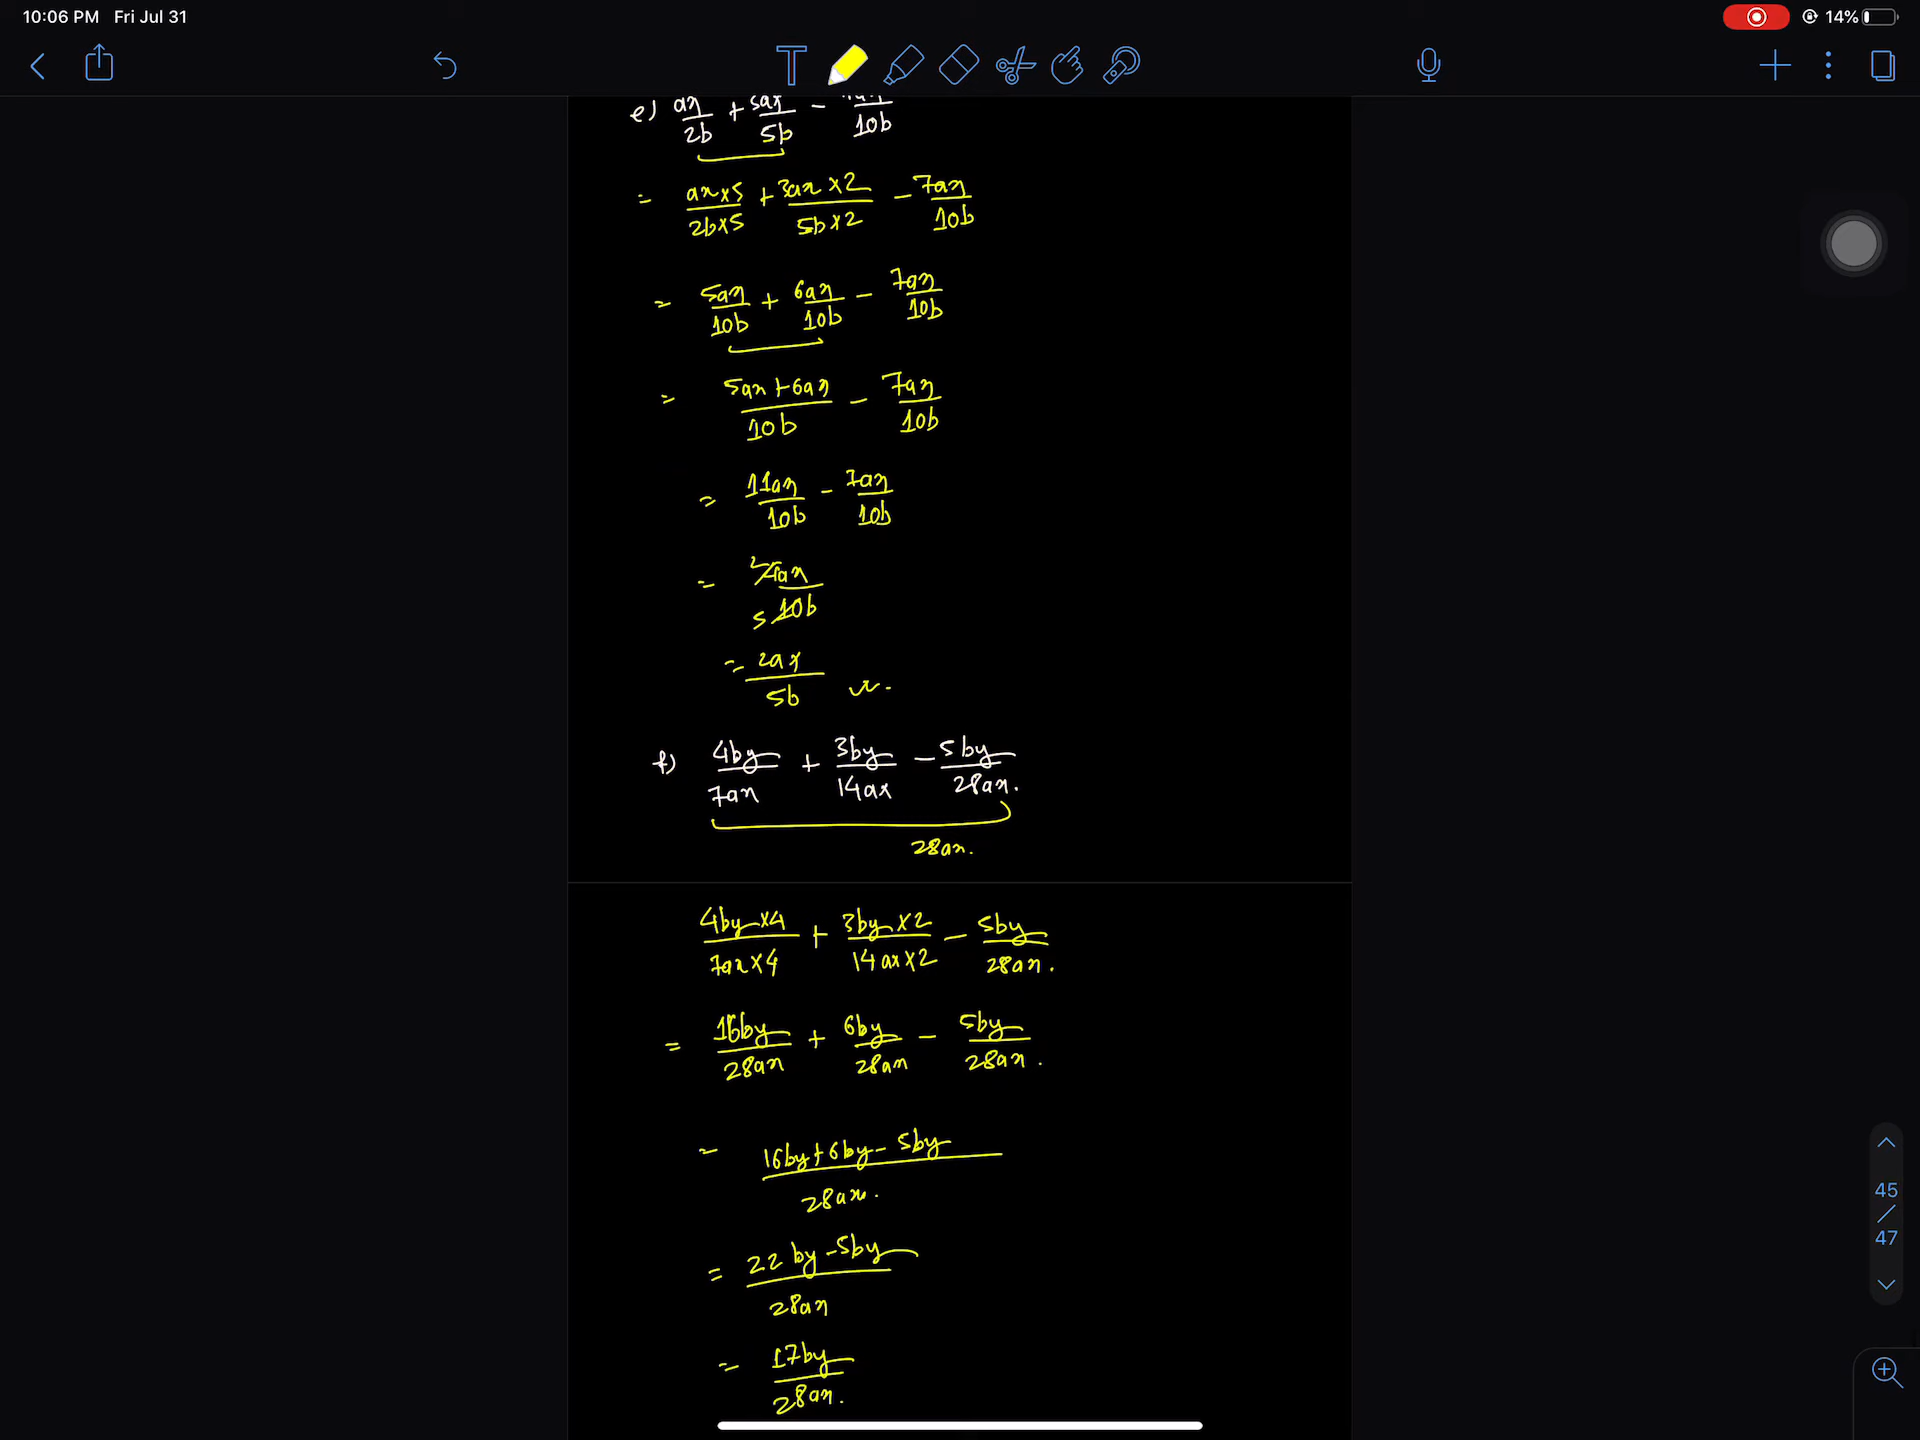 10:06 PM Fri Jul 31 14%
e) ax/2b + 3ax/5b - 7ax/10b
= ax×5/2b×5 + 3ax×2/5b×2 - 7ax/10b
= 5ax/10b + 6ax/10b - 7ax/10b
= 5ax+6ax/10b - 7ax/10b
= 11ax/10b - 7ax/10b
= 2 4ax/5 10b
= 2ax/5b
f) 4by/7ax + 3by/14ax - 5by/28ax.
28ax.
4by×4/7ax×4 + 3by×2/14ax×2 - 5by/28ax.
= 16by/28ax + 6by/28ax - 5by/28ax.
= 16by+6by-5by/28ax.
= 22by-5by/28ax
= 17by/28ax.
45
/
47